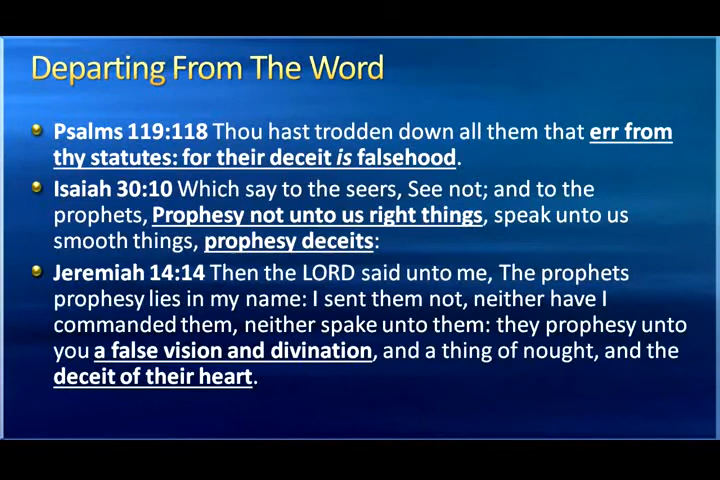 Departing From The Word
Psalms 119:118 Thou hast trodden down all them that err from
thy statutes: for their deceit is falsehood.
Isaiah 30:10 Which say to the seers, See not; and to the
prophets, Prophesy not unto us right things, speak unto us
smooth things, prophesy deceits:
Jeremiah 14:14 Then the LORD said unto me, The prophets
prophesy lies in my name: I sent them not, neither have I
commanded them, neither spake unto them: they prophesy unto
you a false vision and divination, and a thing of nought, and the
deceit of their heart.